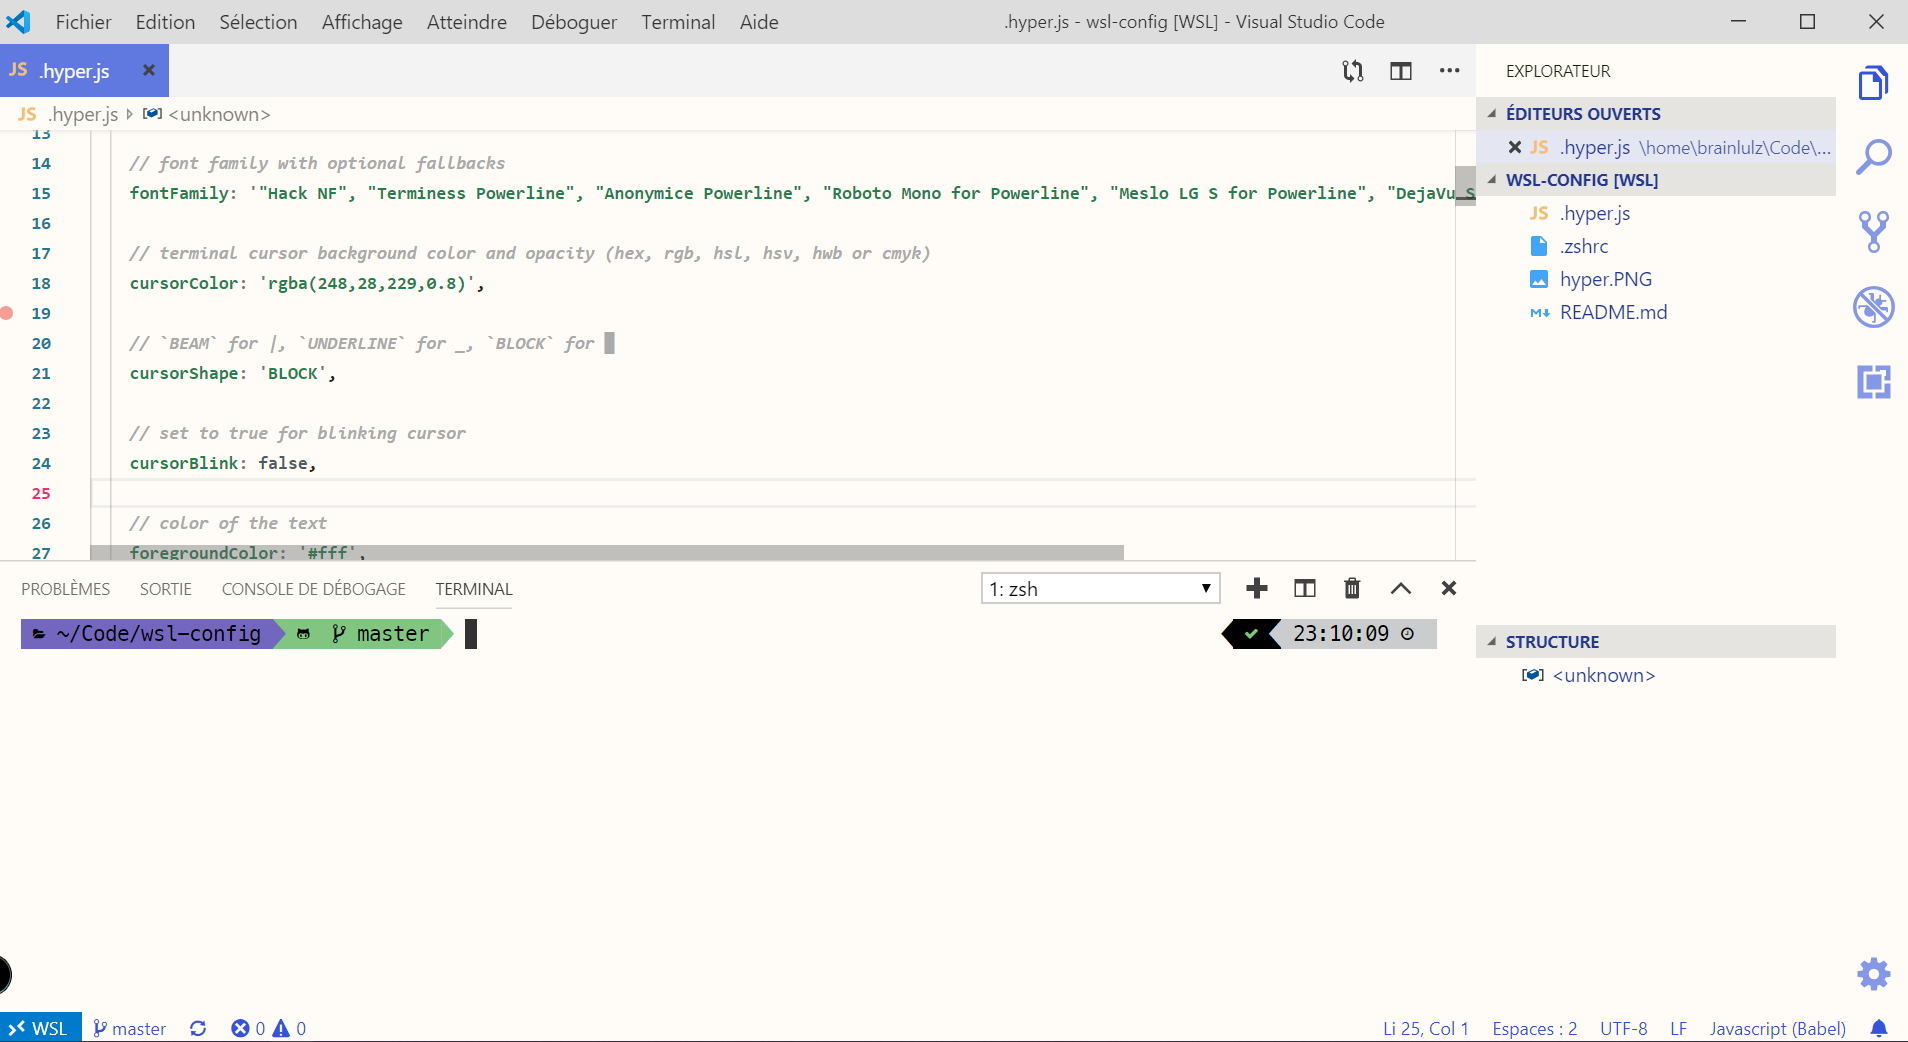 Fichier Edition Sélection Affichage Atteindre Déboguer Terminal Aide .hyper.js - wsl-config [WSL] - Visual Studio Code
JS .hyper.js
JS .hyper.js <unknown>
13
14 // font family with optional fallbacks
15 fontFamily: '"Hack NF", "Terminess Powerline", "Anonymice Powerline", "Roboto Mono for Powerline", "Meslo LG S for Powerline", "DejaVu S
16
17 // terminal cursor background color and opacity (hex, rgb, hsl, hsv, hwb or cmyk)
18 cursorColor: 'rgba(248,28,229,0.8)',
19
20 // `BEAM` for |, `UNDERLINE` for _, `BLOCK` for █
21 cursorShape: 'BLOCK',
22
23 // set to true for blinking cursor
24 cursorBlink: false,
25
26 // color of the text
27 foregroundColor: '#fff',
PROBLÈMES SORTIE CONSOLE DE DÉBOGAGE TERMINAL 1: zsh
~/Code/wsl-config master 23:10:09
EXPLORATEUR
ÉDITEURS OUVERTS
JS .hyper.js \home\brainlulz\Code\...
WSL-CONFIG [WSL]
JS .hyper.js
.zshrc
hyper.PNG
README.md
STRUCTURE
<unknown>
WSL master 0 0 Li 25, Col 1 Espaces : 2 UTF-8 LF Javascript (Babel)